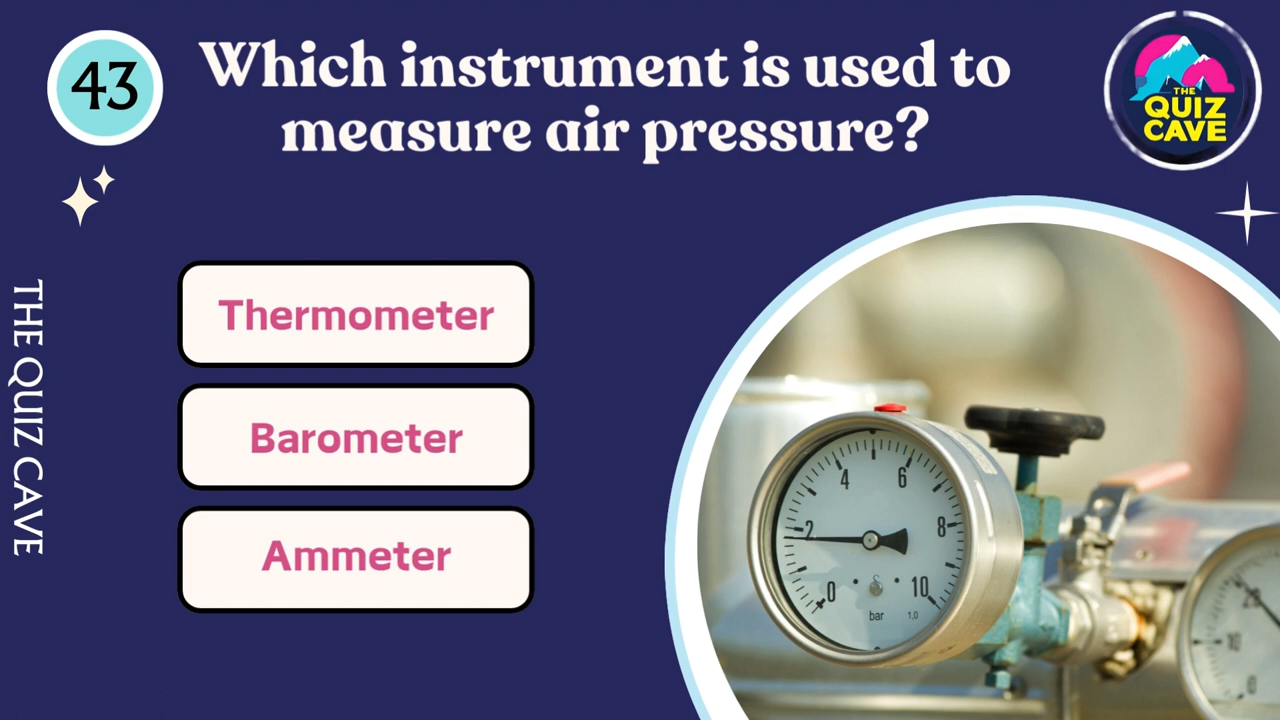 43
Which instrument is used to
measure air pressure?
THE
QUIZ
CAVE
THE QUIZ CAVE
Thermometer
Barometer
Ammeter
0
2
4
6
8
10
bar
1,0